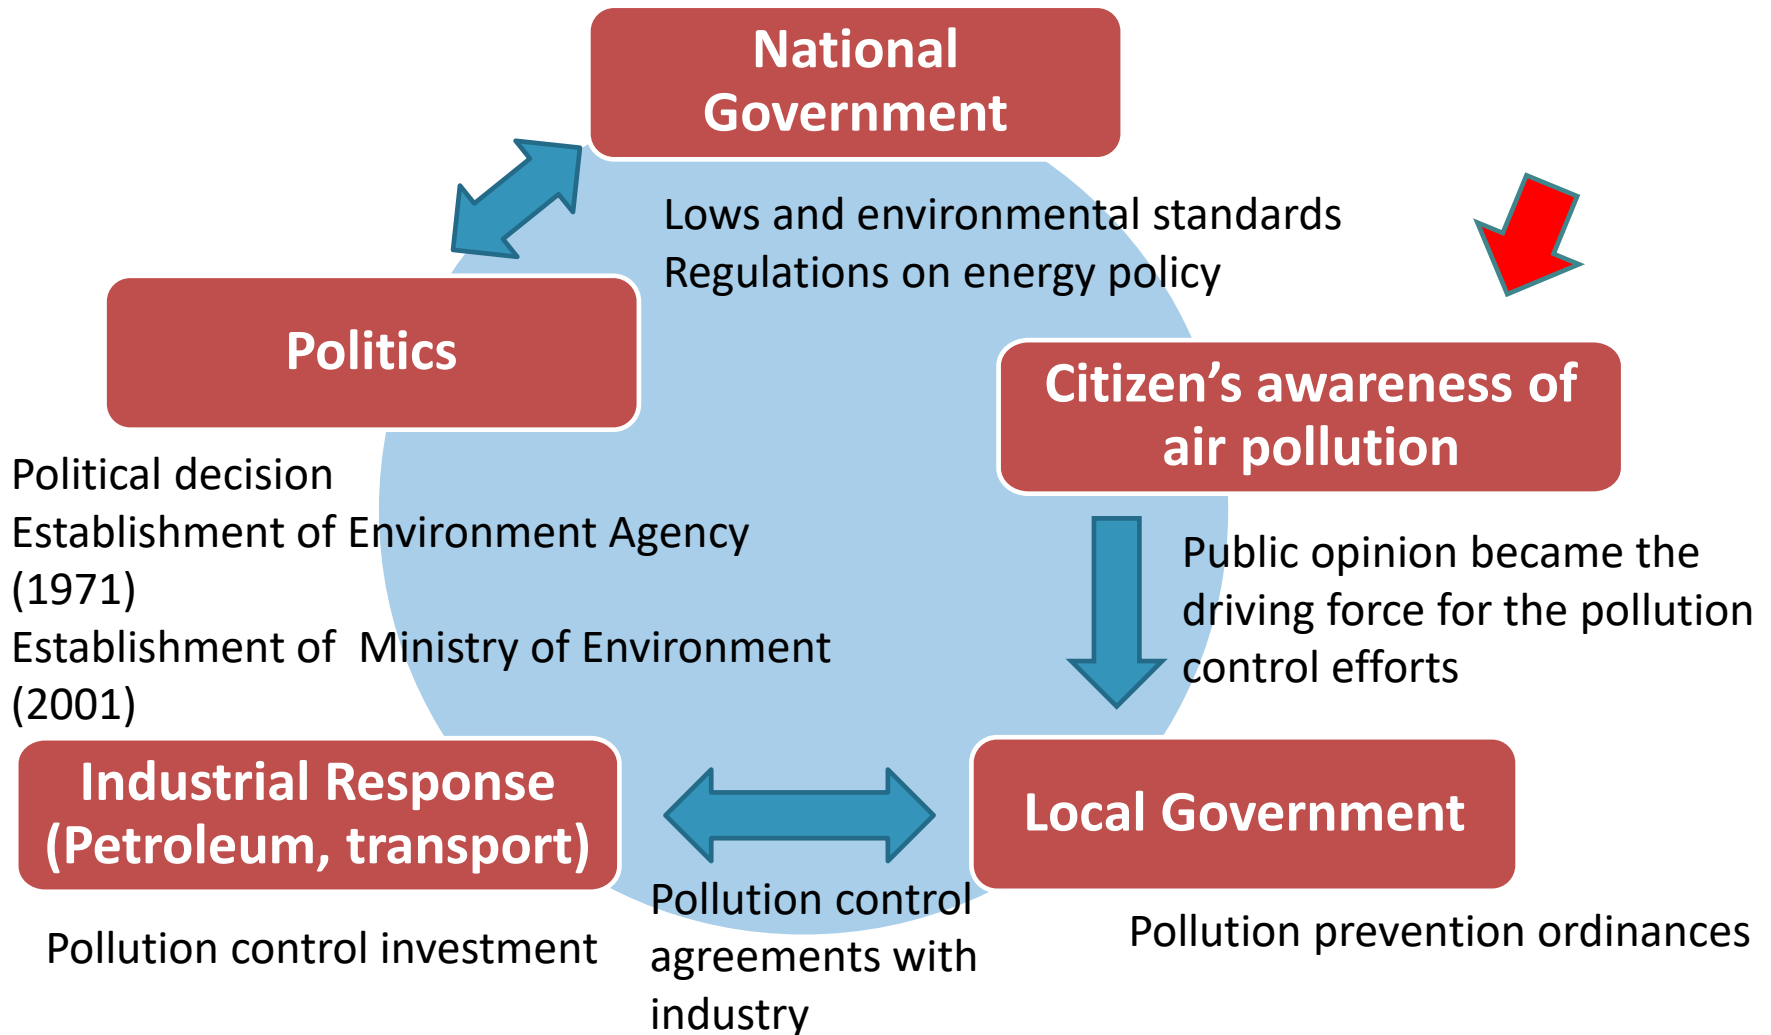 National
Government
Lows and environmental standards
Regulations on energy policy
Politics
Citizen’s awareness of
air pollution
Political decision
Establishment of Environment Agency
(1971)
Establishment of  Ministry of Environment
(2001)
Public opinion became the
driving force for the pollution
control efforts
Industrial Response
(Petroleum, transport)
Local Government
Pollution control investment
Pollution control
agreements with
industry
Pollution prevention ordinances